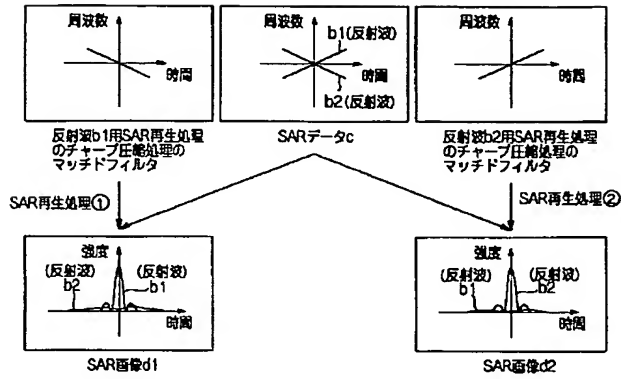 周波数
時間
周波数
b1(反射波)
時間
b2(反射波)
周波数
時間
反射波b1用SAR再生処理
のチャープ圧縮処理の
マッチドフィルタ
SARデータc
反射波b2用SAR再生処理
のチャープ圧縮処理の
マッチドフィルタ
SAR再生処理①
SAR再生処理②
強度
(反射波)
b2
(反射波)
b1
時間
SAR画像d1
強度
(反射波)
b1
(反射波)
b2
時間
SAR画像d2